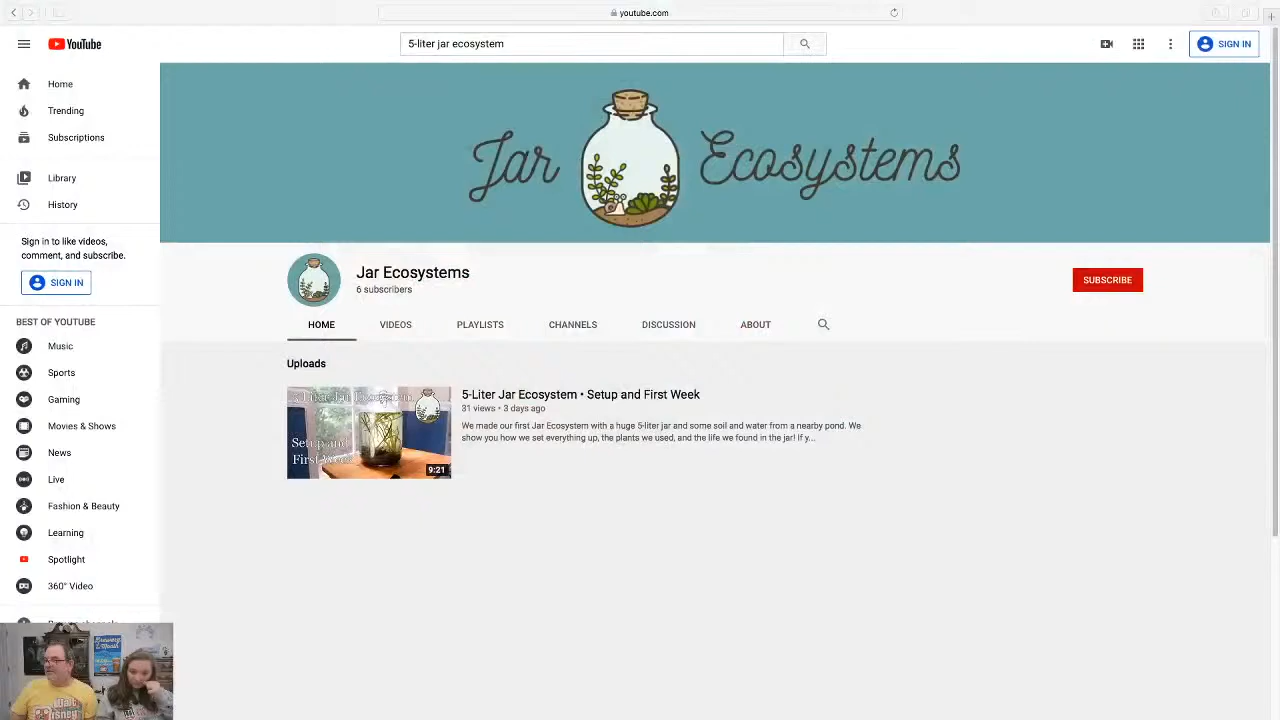 youtube.com
YouTube
5-liter jar ecosystem
SIGN IN
Home
Trending
Subscriptions
Library
History
Sign in to like videos,
comment, and subscribe.
SIGN IN
BEST OF YOUTUBE
Music
Sports
Gaming
Movies & Shows
News
Live
Fashion & Beauty
Learning
Spotlight
360° Video
Jar Ecosystems
Jar Ecosystems
6 subscribers
SUBSCRIBE
HOME
VIDEOS
PLAYLISTS
CHANNELS
DISCUSSION
ABOUT
Uploads
5-Liter Jar Ecosystem
Setup and
First Week
9:21
5-Liter Jar Ecosystem • Setup and First Week
31 views • 3 days ago
We made our first Jar Ecosystem with a huge 5-liter jar and some soil and water from a nearby pond. We
show you how we set everything up, the plants we used, and the life we found in the jar! If y...